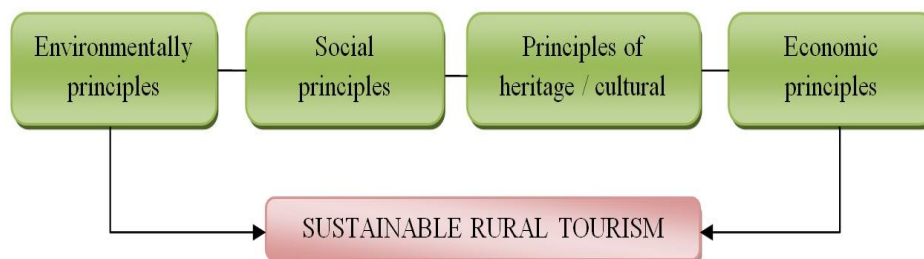 Environmentally
principles
Social
principles
Principles of
heritage / cultural
Economic
principles
SUSTAINABLE RURAL TOURISM